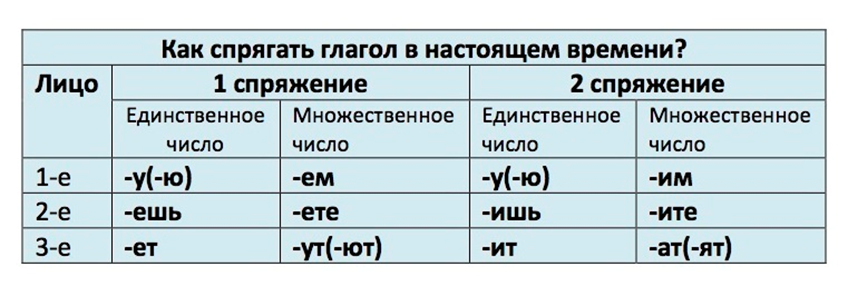 Как спрягать глагол в настоящем времени?
Лицо 1 спряжение 2 спряжение
Единственное число Множественное число Единственное число Множественное число
1-е -у(-ю) -ем -у(-ю) -им
2-е -ешь -ете -ишь -ите
3-е -ет -ут(-ют) -ит -ат(-ят)